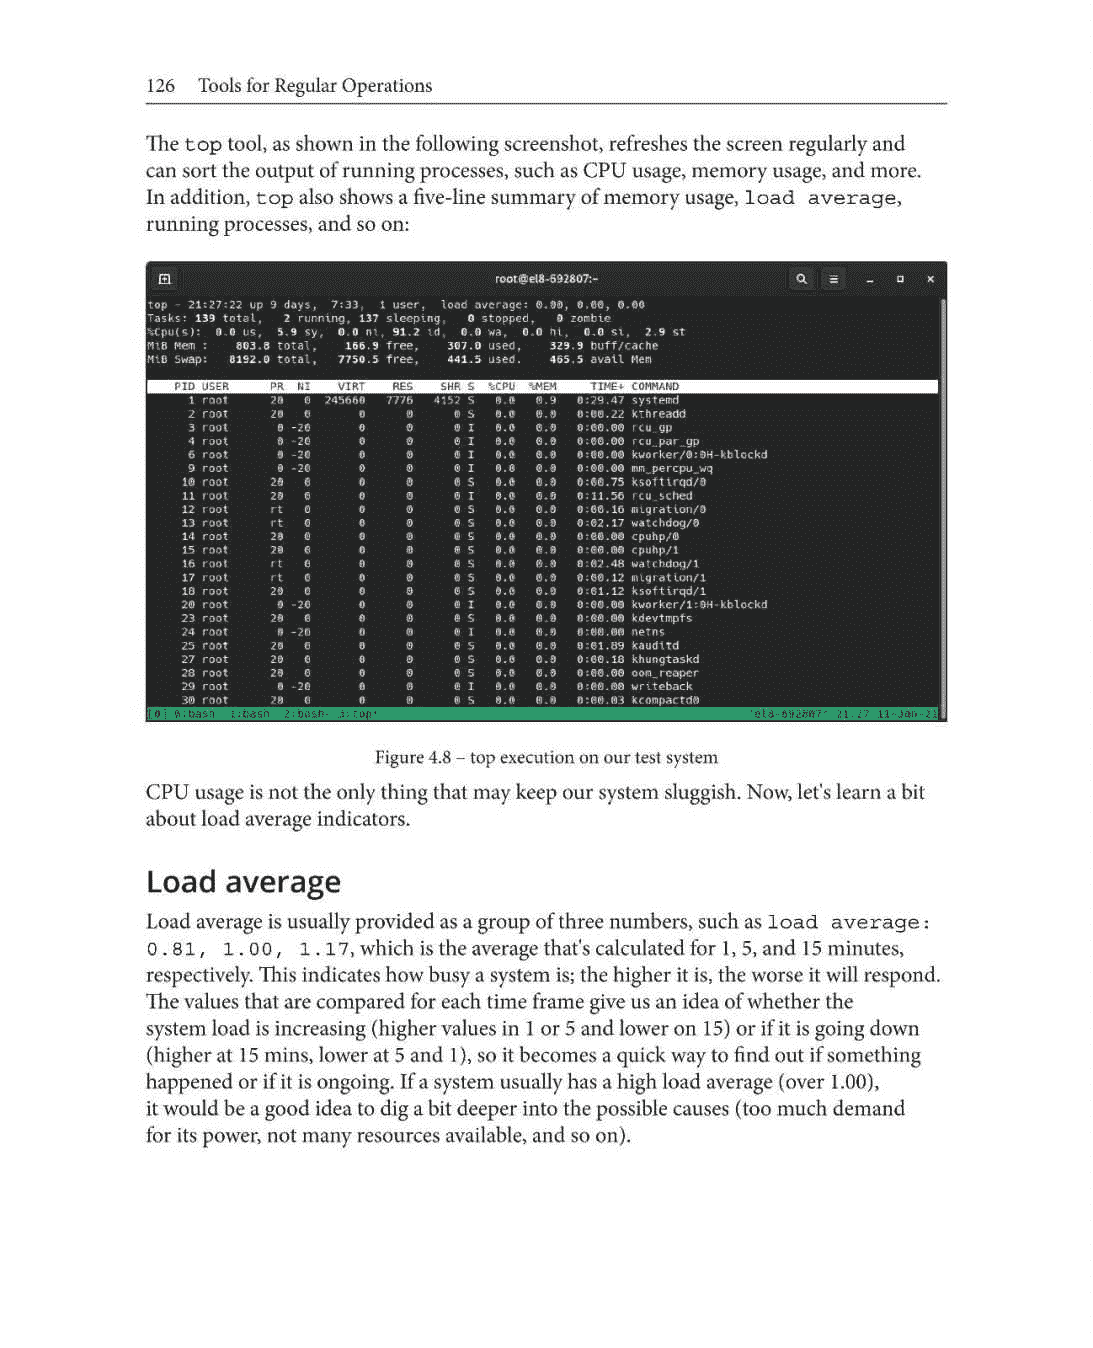 126 Tools for Regular Operations
The top tool, as shown in the following screenshot, refreshes the screen regularly and
can sort the output of running processes, such as CPU usage, memory usage, and more.
In addition, top also shows a five-line summary of memory usage, load average,
running processes, and so on:
root@el8-692807:~
top - 21:27:22 up 9 days, 7:33, 1 user, load average: 0.00, 0.00, 0.00
Tasks: 139 total, 2 running, 137 sleeping, 0 stopped, 0 zombie
%Cpu(s): 0.0 us, 5.9 sy, 0.0 ni, 91.2 id, 0.0 wa, 0.0 hi, 0.0 si, 2.9 st
MiB Mem : 803.8 total, 166.9 free, 307.0 used, 329.9 buff/cache
MiB Swap: 8192.0 total, 7750.5 free, 441.5 used. 465.5 avail Mem
PID USER PR NI VIRT RES SHR S %CPU %MEM TIME+ COMMAND
1 root 20 0 245660 7776 4152 S 0.0 0.9 0:29.47 systemd
2 root 20 0 0 0 0 S 0.0 0.0 0:00.22 kthreadd
3 root 0 -20 0 0 0 I 0.0 0.0 0:00.00 rcu_gp
4 root 0 -20 0 0 0 I 0.0 0.0 0:00.00 rcu_par_gp
6 root 0 -20 0 0 0 I 0.0 0.0 0:00.00 kworker/0:0H-kblockd
9 root 0 -20 0 0 0 I 0.0 0.0 0:00.00 mm_percpu_wq
10 root 20 0 0 0 0 S 0.0 0.0 0:00.75 ksoftirqd/0
11 root 20 0 0 0 0 I 0.0 0.0 0:11.56 rcu_sched
12 root rt 0 0 0 0 S 0.0 0.0 0:00.16 migration/0
13 root rt 0 0 0 0 S 0.0 0.0 0:02.17 watchdog/0
14 root 20 0 0 0 0 S 0.0 0.0 0:00.00 cpuhp/0
15 root 20 0 0 0 0 S 0.0 0.0 0:00.00 cpuhp/1
16 root rt 0 0 0 0 S 0.0 0.0 0:02.48 watchdog/1
17 root rt 0 0 0 0 S 0.0 0.0 0:00.12 migration/1
18 root 20 0 0 0 0 S 0.0 0.0 0:01.12 ksoftirqd/1
20 root 0 -20 0 0 0 I 0.0 0.0 0:00.00 kworker/1:0H-kblockd
23 root 20 0 0 0 0 S 0.0 0.0 0:00.00 kdevtmpfs
24 root 0 -20 0 0 0 I 0.0 0.0 0:00.00 netns
25 root 20 0 0 0 0 S 0.0 0.0 0:01.89 kauditd
27 root 20 0 0 0 0 S 0.0 0.0 0:00.18 khungtaskd
28 root 20 0 0 0 0 S 0.0 0.0 0:00.00 oom_reaper
29 root 0 -20 0 0 0 I 0.0 0.0 0:00.00 writeback
30 root 20 0 0 0 0 S 0.0 0.0 0:00.03 kcompactd0
[0] 0:bash 1:bash 2:bash- 3:top* "el8-692807" 21:27 11-Jan-21
Figure 4.8 – top execution on our test system
CPU usage is not the only thing that may keep our system sluggish. Now, let's learn a bit
about load average indicators.
Load average
Load average is usually provided as a group of three numbers, such as load average:
0.81, 1.00, 1.17, which is the average that's calculated for 1, 5, and 15 minutes,
respectively. This indicates how busy a system is; the higher it is, the worse it will respond.
The values that are compared for each time frame give us an idea of whether the
system load is increasing (higher values in 1 or 5 and lower on 15) or if it is going down
(higher at 15 mins, lower at 5 and 1), so it becomes a quick way to find out if something
happened or if it is ongoing. If a system usually has a high load average (over 1.00),
it would be a good idea to dig a bit deeper into the possible causes (too much demand
for its power, not many resources available, and so on).